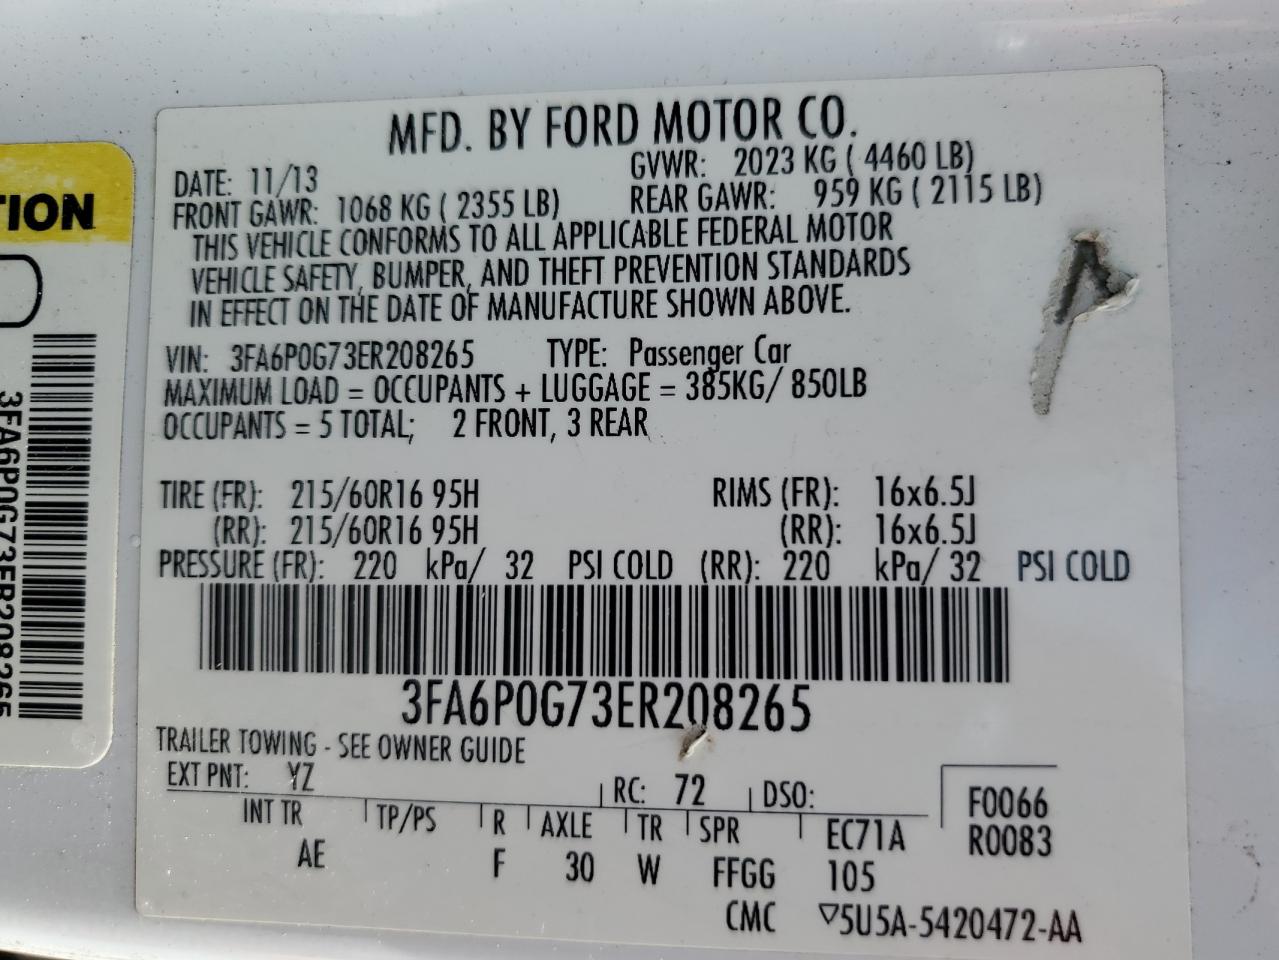 MFD. BY FORD MOTOR CO.
DATE: 11/13 GVWR: 2023 KG ( 4460 LB)
FRONT GAWR: 1068 KG ( 2355 LB) REAR GAWR: 959 KG ( 2115 LB)
THIS VEHICLE CONFORMS TO ALL APPLICABLE FEDERAL MOTOR
VEHICLE SAFETY, BUMPER, AND THEFT PREVENTION STANDARDS
IN EFFECT ON THE DATE OF MANUFACTURE SHOWN ABOVE.
VIN: 3FA6P0G73ER208265 TYPE: Passenger Car
MAXIMUM LOAD = OCCUPANTS + LUGGAGE = 385KG/ 850LB
OCCUPANTS = 5 TOTAL; 2 FRONT, 3 REAR
TIRE (FR): 215/60R16 95H RIMS (FR): 16x6.5J
(RR): 215/60R16 95H (RR): 16x6.5J
PRESSURE (FR): 220 kPa/ 32 PSI COLD (RR): 220 kPa/ 32 PSI COLD
3FA6P0G73ER208265
TRAILER TOWING - SEE OWNER GUIDE
EXT PNT: YZ RC: 72 DSO: F0066
INT TR TP/PS R AXLE TR SPR EC71A R0083
AE F 30 W FFGG 105
CMC ▽5U5A-5420472-AA
TION
3FA6P0G73ER208265